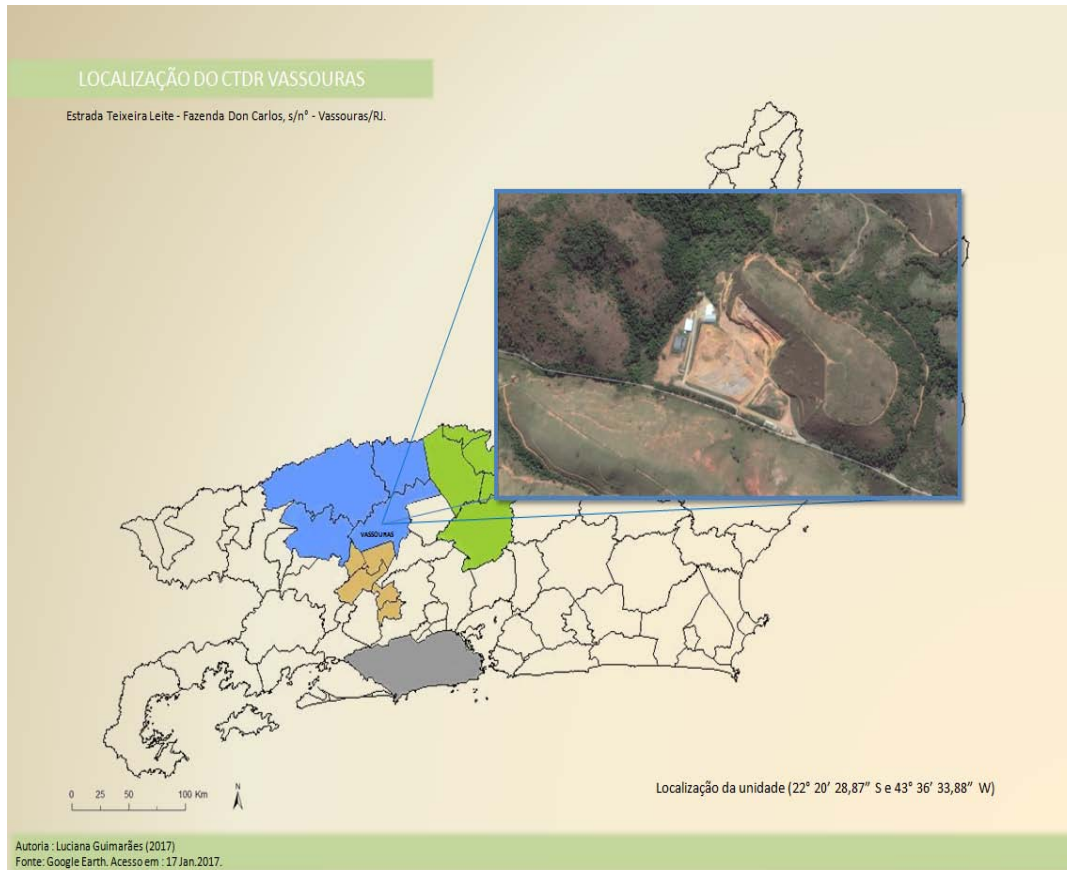 LOCALIZAÇÃO DO CTDR VASSOURAS
Estrada Teixeira Leite - Fazenda Don Carlos, s/n° - Vassouras/RJ.
VASSOURAS
0 25 50 100 Km
N
Localização da unidade (22° 20’ 28,87” S e 43° 36’ 33,88” W)
Autoria : Luciana Guimarães (2017)
Fonte: Google Earth. Acesso em : 17 Jan.2017.